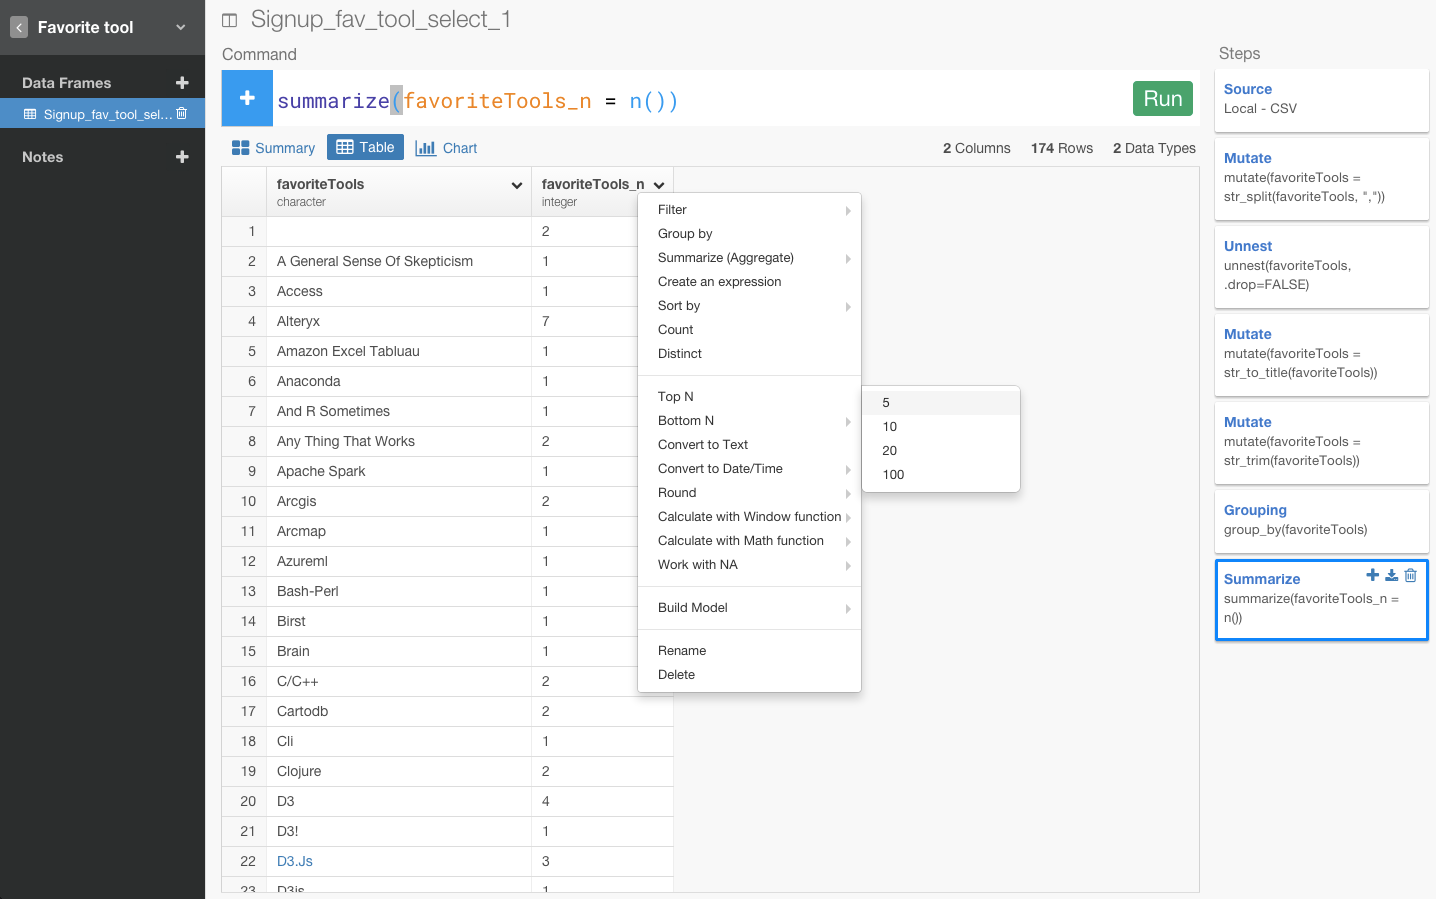 Favorite tool
Data Frames
Signup_fav_tool_sel...
Notes
Signup_fav_tool_select_1
Command
summarize(favoriteTools_n = n())
Run
Summary
Table
Chart
2 Columns 174 Rows 2 Data Types
favoriteTools favoriteTools_n
character integer
1 2
2 A General Sense Of Skepticism 1
3 Access 1
4 Alteryx 7
5 Amazon Excel Tabluau 1
6 Anaconda 1
7 And R Sometimes 1
8 Any Thing That Works 2
9 Apache Spark 1
10 Arcgis 2
11 Arcmap 1
12 Azureml 1
13 Bash-Perl 1
14 Birst 1
15 Brain 1
16 C/C++ 2
17 Cartodb 2
18 Cli 1
19 Clojure 2
20 D3 4
21 D3! 1
22 D3.Js 3
23 D3js 1
Filter
Group by
Summarize (Aggregate)
Create an expression
Sort by
Count
Distinct
Top N
Bottom N
Convert to Text
Convert to Date/Time
Round
Calculate with Window function
Calculate with Math function
Work with NA
Build Model
Rename
Delete
5
10
20
100
Steps
Source
Local - CSV
Mutate
mutate(favoriteTools =
str_split(favoriteTools, ","))
Unnest
unnest(favoriteTools,
.drop=FALSE)
Mutate
mutate(favoriteTools =
str_to_title(favoriteTools))
Mutate
mutate(favoriteTools =
str_trim(favoriteTools))
Grouping
group_by(favoriteTools)
Summarize
summarize(favoriteTools_n =
n())